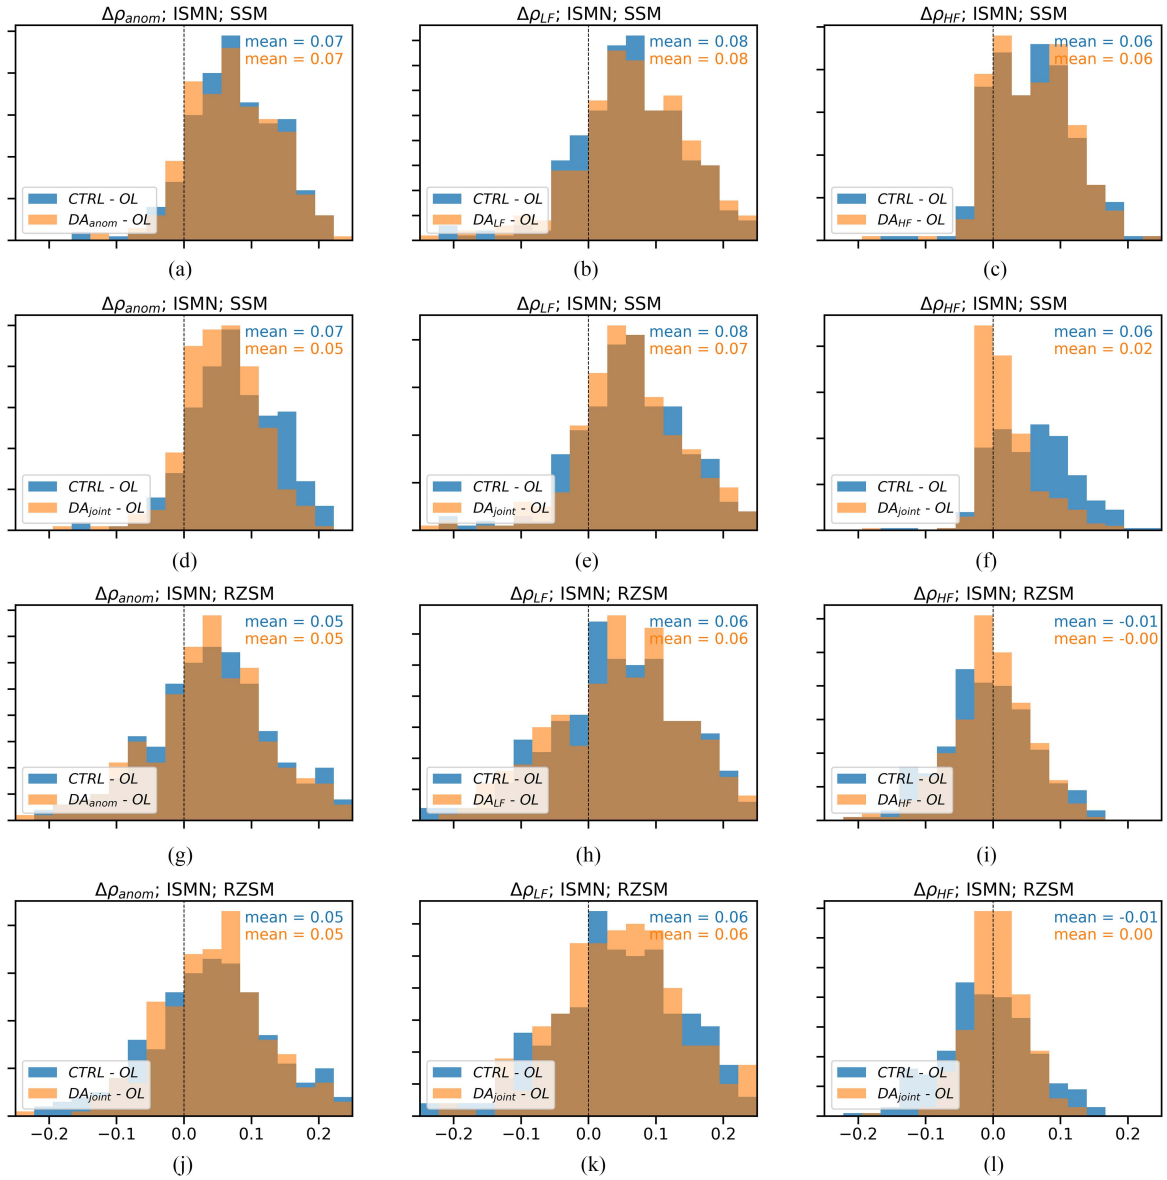 Δρanom; ISMN; SSM
mean = 0.07
mean = 0.07
CTRL - OL
DAanom - OL
(a)
ΔρLF; ISMN; SSM
mean = 0.08
mean = 0.08
CTRL - OL
DALF - OL
(b)
ΔρHF; ISMN; SSM
mean = 0.06
mean = 0.06
CTRL - OL
DAHF - OL
(c)
Δρanom; ISMN; SSM
mean = 0.07
mean = 0.05
CTRL - OL
DAjoint - OL
(d)
ΔρLF; ISMN; SSM
mean = 0.08
mean = 0.07
CTRL - OL
DAjoint - OL
(e)
ΔρHF; ISMN; SSM
mean = 0.06
mean = 0.02
CTRL - OL
DAjoint - OL
(f)
Δρanom; ISMN; RZSM
mean = 0.05
mean = 0.05
CTRL - OL
DAanom - OL
(g)
ΔρLF; ISMN; RZSM
mean = 0.06
mean = 0.06
CTRL - OL
DALF - OL
(h)
ΔρHF; ISMN; RZSM
mean = -0.01
mean = -0.00
CTRL - OL
DAHF - OL
(i)
Δρanom; ISMN; RZSM
mean = 0.05
mean = 0.05
CTRL - OL
DAjoint - OL
−0.2 −0.1 0.0 0.1 0.2
(j)
ΔρLF; ISMN; RZSM
mean = 0.06
mean = 0.06
CTRL - OL
DAjoint - OL
−0.2 −0.1 0.0 0.1 0.2
(k)
ΔρHF; ISMN; RZSM
mean = -0.01
mean = 0.00
CTRL - OL
DAjoint - OL
−0.2 −0.1 0.0 0.1 0.2
(l)